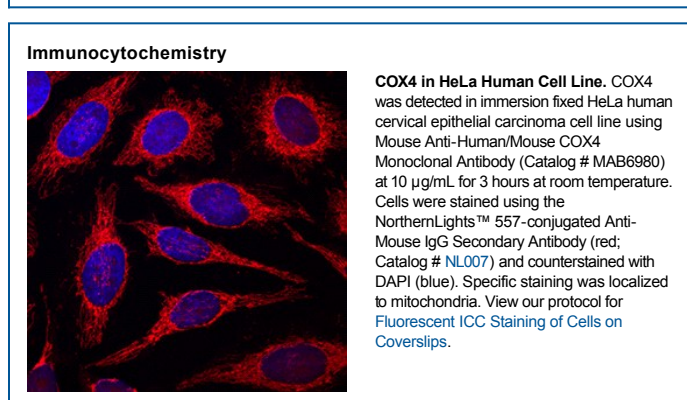 Immunocytochemistry
COX4 in HeLa Human Cell Line. COX4
was detected in immersion fixed HeLa human
cervical epithelial carcinoma cell line using
Mouse Anti-Human/Mouse COX4
Monoclonal Antibody (Catalog # MAB6980)
at 10 µg/mL for 3 hours at room temperature.
Cells were stained using the
NorthernLights™ 557-conjugated Anti-
Mouse IgG Secondary Antibody (red;
Catalog # NL007) and counterstained with
DAPI (blue). Specific staining was localized
to mitochondria. View our protocol for
Fluorescent ICC Staining of Cells on
Coverslips.